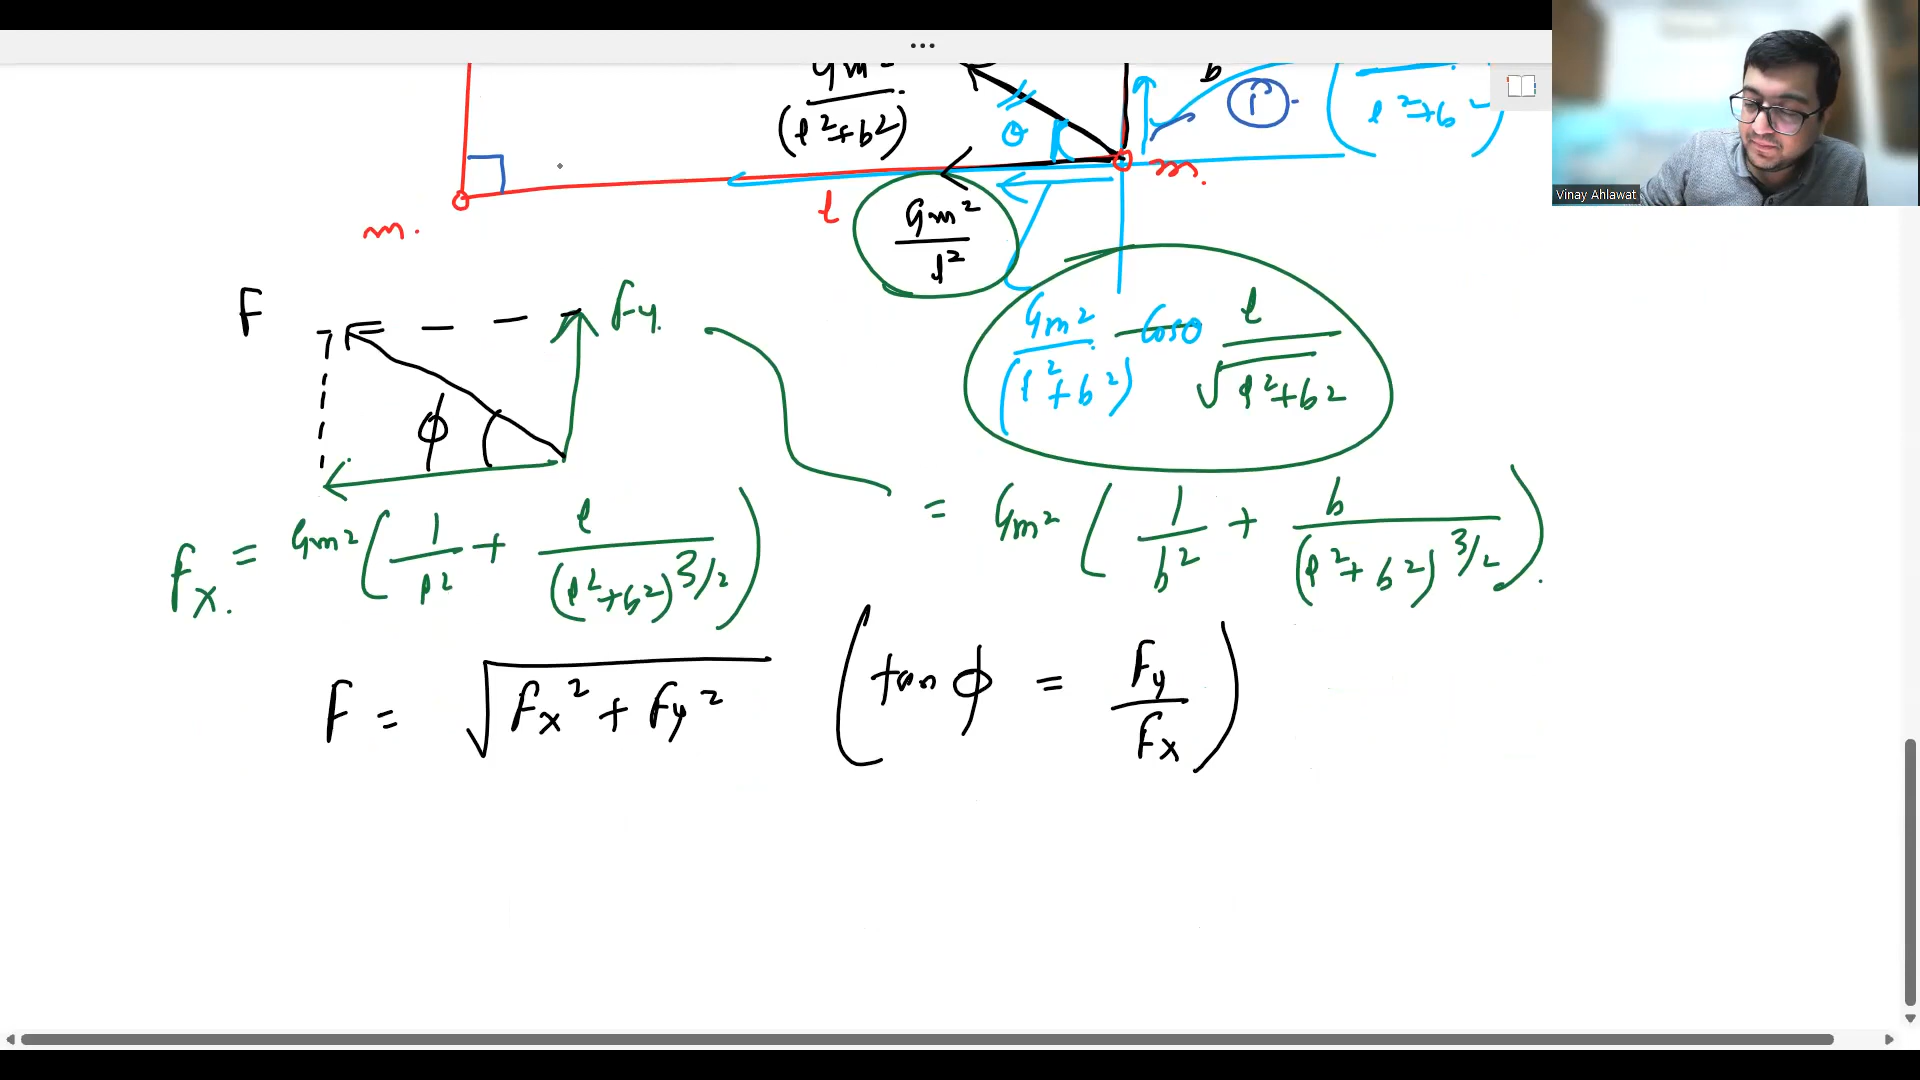 Gm²
(l²+b²)
θ
b
l²+b²
Vinay Ahlawat
m.
l
m.
Gm²
l²
F
Fy.
Gm²
(l²+b²)
Cosθ
l
√l²+b²
ϕ
Fx. = Gm² ( 1/l² + l/(l²+b²)^3/2 )
= Gm² ( 1/b² + b/(l²+b²)^3/2 ).
F = √Fx² + Fy² ( tan ϕ = Fy/Fx )